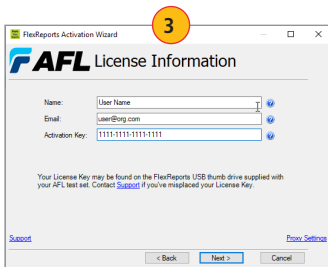 3
FlexReports Activation Wizard
AFL License Information
Name: User Name
Email: user@org.com
Activation Key: 1111-1111-1111-1111
Your License Key may be found on the FlexReports USB thumb drive supplied with
your AFL test set. Contact Support if you've misplaced your License Key.
Support Proxy Settings
< Back Next > Cancel